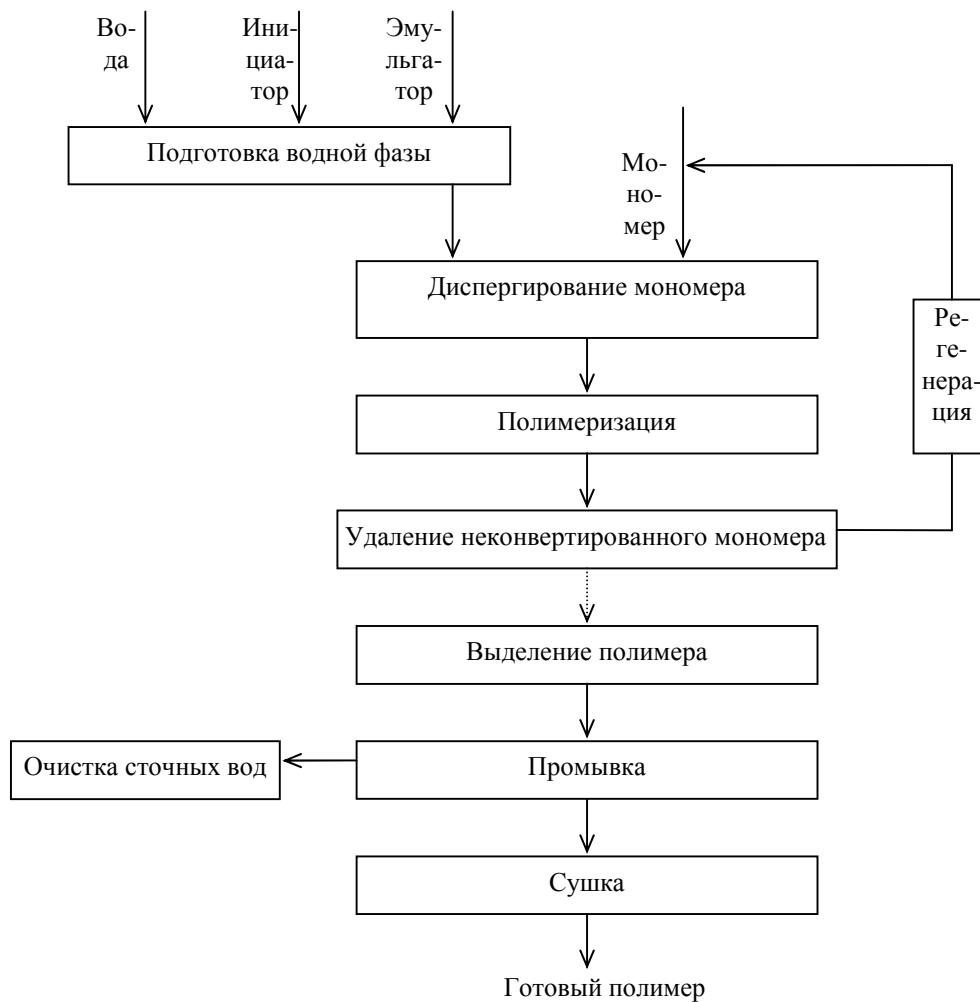 Во-
да
Ини-
циа-
тор
Эму-
льга-
тор
Подготовка водной фазы
Мо-
но-
мер
Диспергирование мономера
Ре-
ге-
нера-
ция
Полимеризация
Удаление неконвертированного мономера
Выделение полимера
Очистка сточных вод
Промывка
Сушка
Готовый полимер